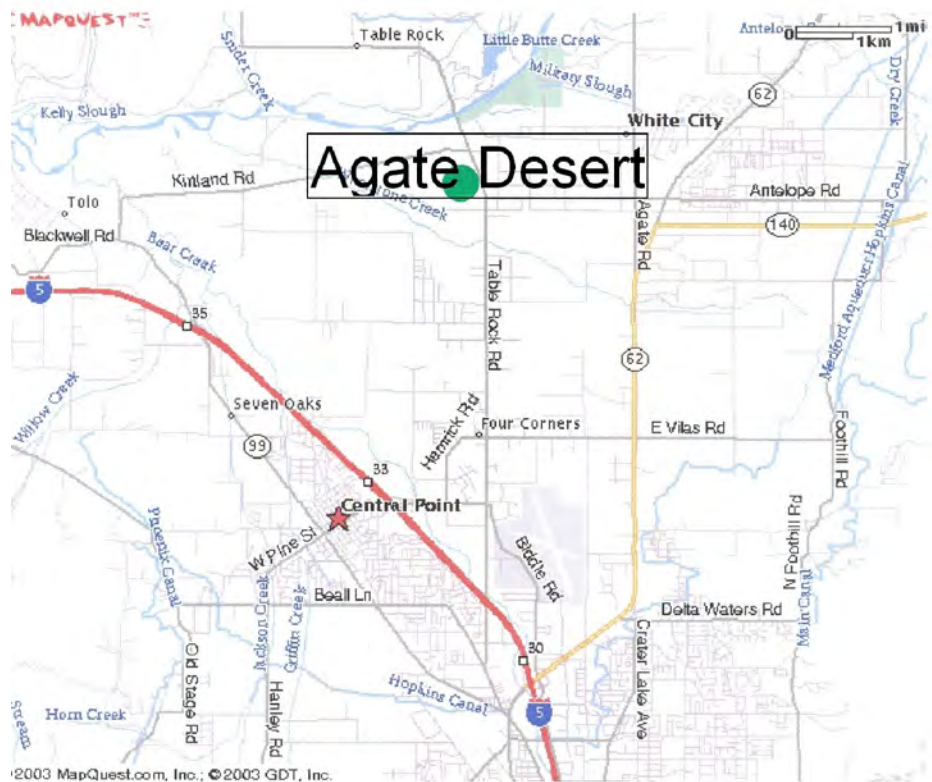 MAPQUEST
Table Rock
Little Butte Creek
Antelo
0
1mi
1km
Snider Creek
Military Slough
Dry Creek
62
Kelly Slough
White City
Agate Desert
Kinland Rd
Creek
Antelope Rd
Tolo
Blackwell Rd
Bear Creek
Agate Rd
140
Medford Aqueduct Hopkins Canal
5
Table Rock Rd
35
62
Willow Creek
Seven Oaks
99
Hamrick Rd
Four Corners
E Vilas Rd
Foothill Rd
33
Central Point
Phoenix Canal
W Pine St
Biddle Rd
N Foothill Rd
Beall Ln
Delta Waters Rd
Main Canal
Jackson Creek
Griffin Creek
Old Stage Rd
Hanley Rd
30
Crater Lake Ave
Hopkins Canal
5
Horn Creek
Stream
2003 MapQuest.com, Inc.; ©2003 GDT, Inc.